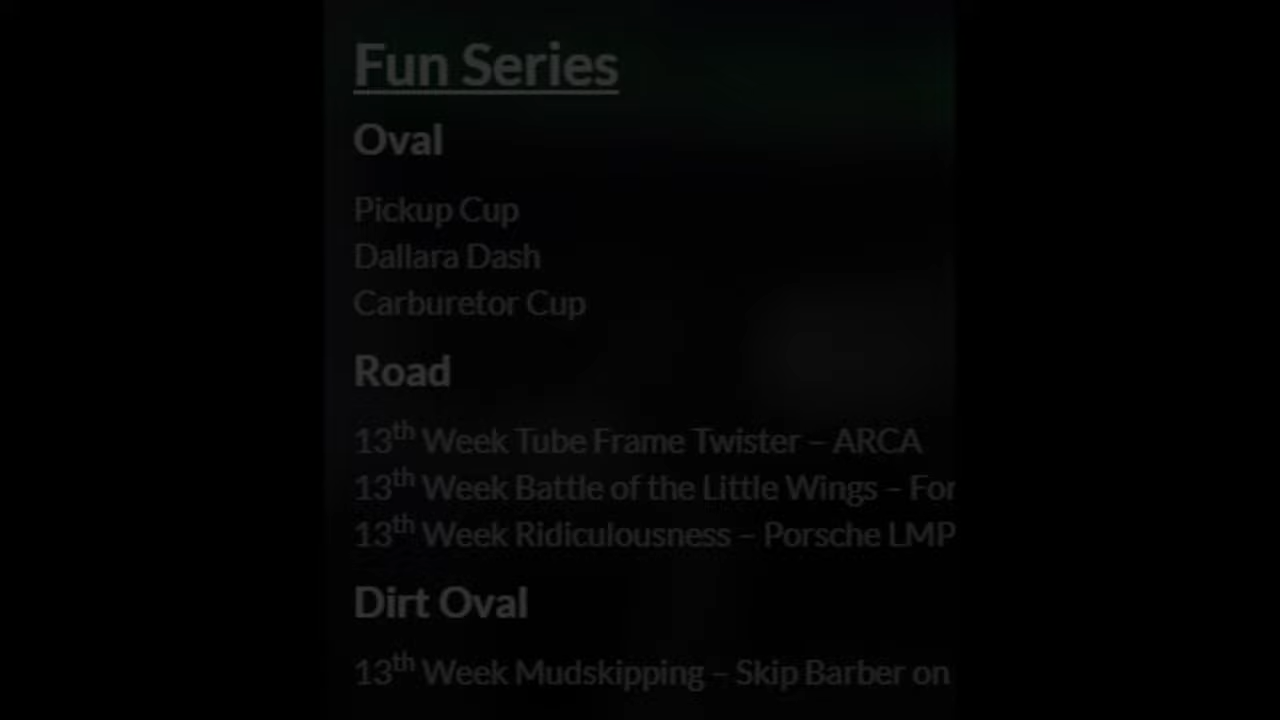 Fun Series
Oval
Pickup Cup
Dallara Dash
Carburetor Cup
Road
13th Week Tube Frame Twister – ARCA
13th Week Battle of the Little Wings – For
13th Week Ridiculousness – Porsche LMP
Dirt Oval
13th Week Mudskipping – Skip Barber on